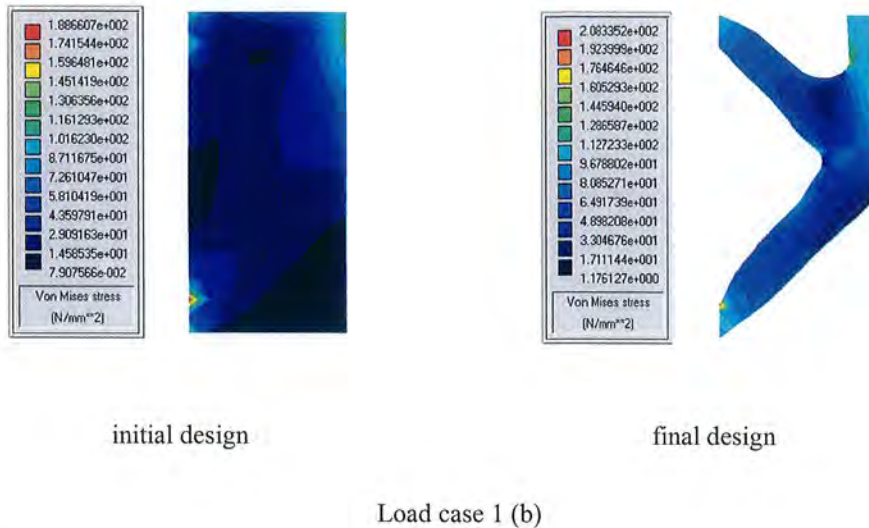 1.886607e+002
1.741544e+002
1.596481e+002
1.451419e+002
1.306356e+002
1.161293e+002
1.016230e+002
8.711675e+001
7.261047e+001
5.810419e+001
4.359791e+001
2.909163e+001
1.458535e+001
7.907566e-002
Von Mises stress
(N/mm**2)
2.083352e+002
1.923999e+002
1.764646e+002
1.605293e+002
1.445940e+002
1.286587e+002
1.127233e+002
9.678802e+001
8.085271e+001
6.491739e+001
4.898208e+001
3.304676e+001
1.711144e+001
1.176127e+000
Von Mises stress
(N/mm**2)
initial design
final design
Load case 1 (b)